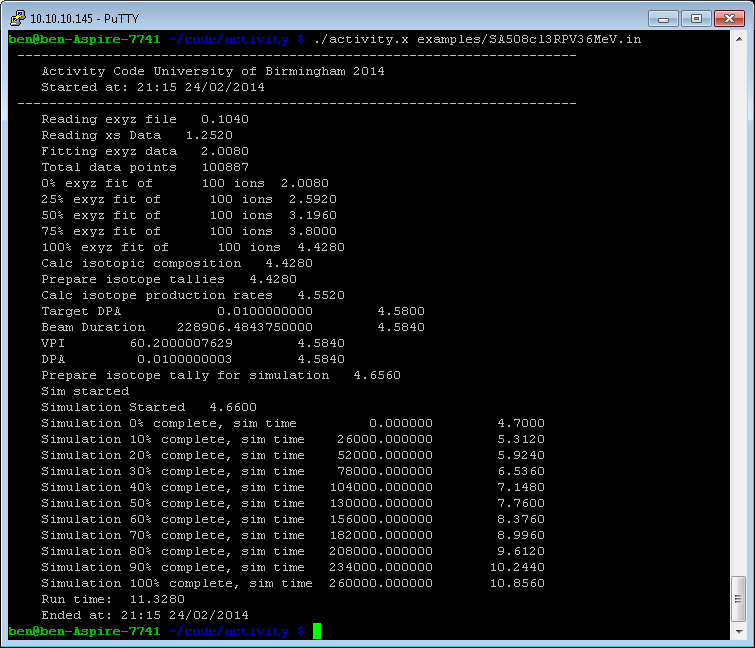 10.10.10.145 - PuTTY
ben@ben-Aspire-7741 ~/code/activity $ ./activity.x examples/SA508cl3RPV36MeV.in
----------------------------------------------------------------------
Activity Code University of Birmingham 2014
Started at: 21:15 24/02/2014
----------------------------------------------------------------------
Reading exyz file   0.1040
Reading xs Data   1.2520
Fitting exyz data   2.0080
Total data points   100887
0% exyz fit of      100 ions  2.0080
25% exyz fit of      100 ions  2.5920
50% exyz fit of      100 ions  3.1960
75% exyz fit of      100 ions  3.8000
100% exyz fit of      100 ions  4.4280
Calc isotopic composition   4.4280
Prepare isotope tallies   4.4280
Calc isotope production rates   4.5520
Target DPA            0.0100000000        4.5800
Beam Duration    228906.4843750000        4.5840
VPI        60.2000007629        4.5840
DPA         0.0100000003        4.5840
Prepare isotope tally for simulation   4.6560
Sim started
Simulation Started   4.6600
Simulation 0% complete, sim time         0.000000        4.7000
Simulation 10% complete, sim time    26000.000000        5.3120
Simulation 20% complete, sim time    52000.000000        5.9240
Simulation 30% complete, sim time    78000.000000        6.5360
Simulation 40% complete, sim time   104000.000000        7.1480
Simulation 50% complete, sim time   130000.000000        7.7600
Simulation 60% complete, sim time   156000.000000        8.3760
Simulation 70% complete, sim time   182000.000000        8.9960
Simulation 80% complete, sim time   208000.000000        9.6120
Simulation 90% complete, sim time   234000.000000       10.2440
Simulation 100% complete, sim time  260000.000000       10.8560
Run time:  11.3280
Ended at: 21:15 24/02/2014
ben@ben-Aspire-7741 ~/code/activity $